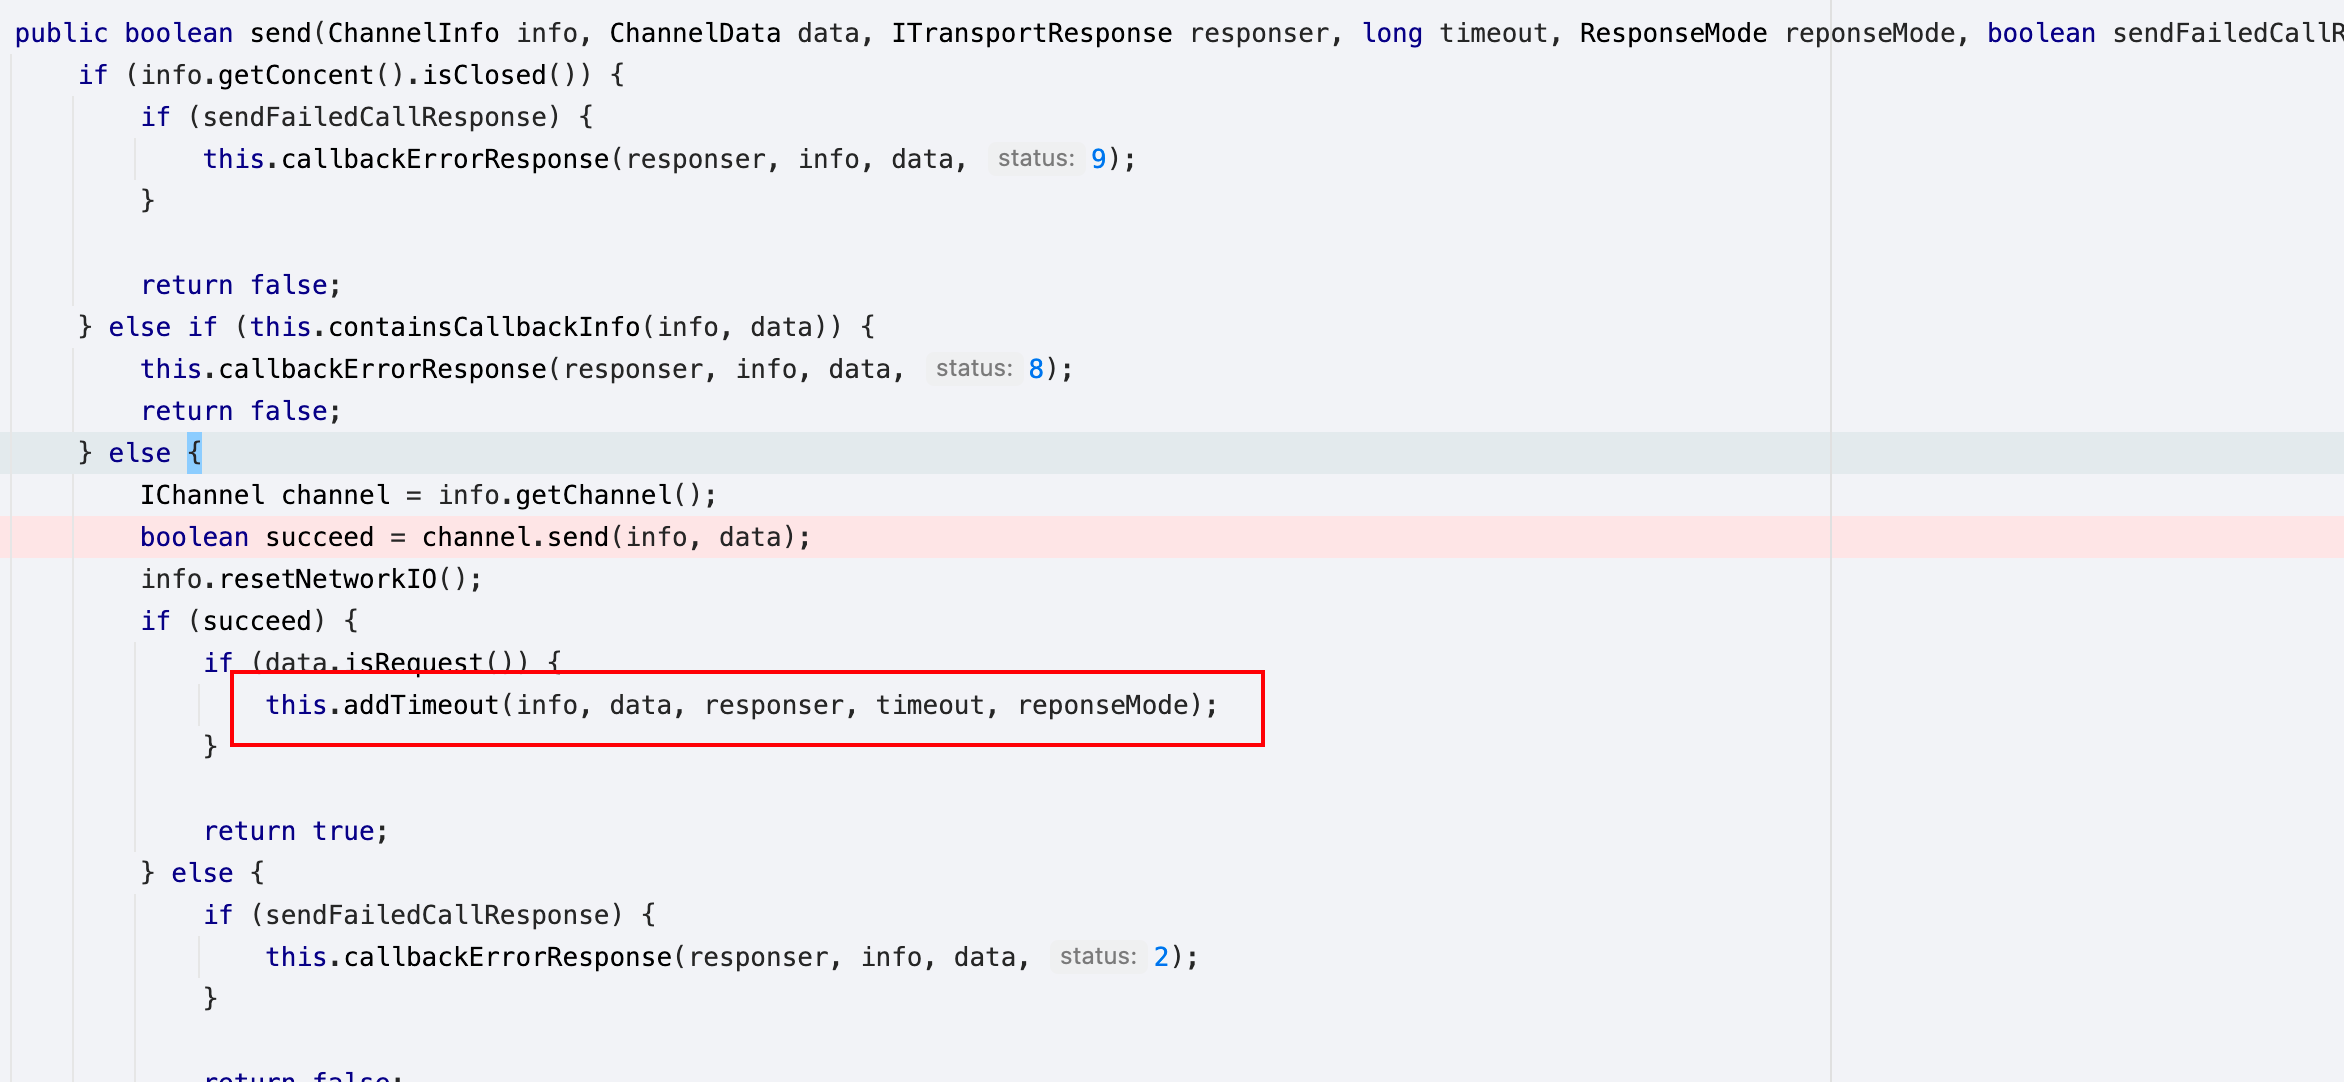 public boolean send(ChannelInfo info, ChannelData data, ITransportResponse responser, long timeout, ResponseMode reponseMode, boolean sendFailedCallR
if (info.getConcent().isClosed()) {
if (sendFailedCallResponse) {
this.callbackErrorResponse(responser, info, data, status: 9);
}
return false;
} else if (this.containsCallbackInfo(info, data)) {
this.callbackErrorResponse(responser, info, data, status: 8);
return false;
} else {
IChannel channel = info.getChannel();
boolean succeed = channel.send(info, data);
info.resetNetworkIO();
if (succeed) {
if (data.isRequest()) {
this.addTimeout(info, data, responser, timeout, reponseMode);
}
return true;
} else {
if (sendFailedCallResponse) {
this.callbackErrorResponse(responser, info, data, status: 2);
}
return false;